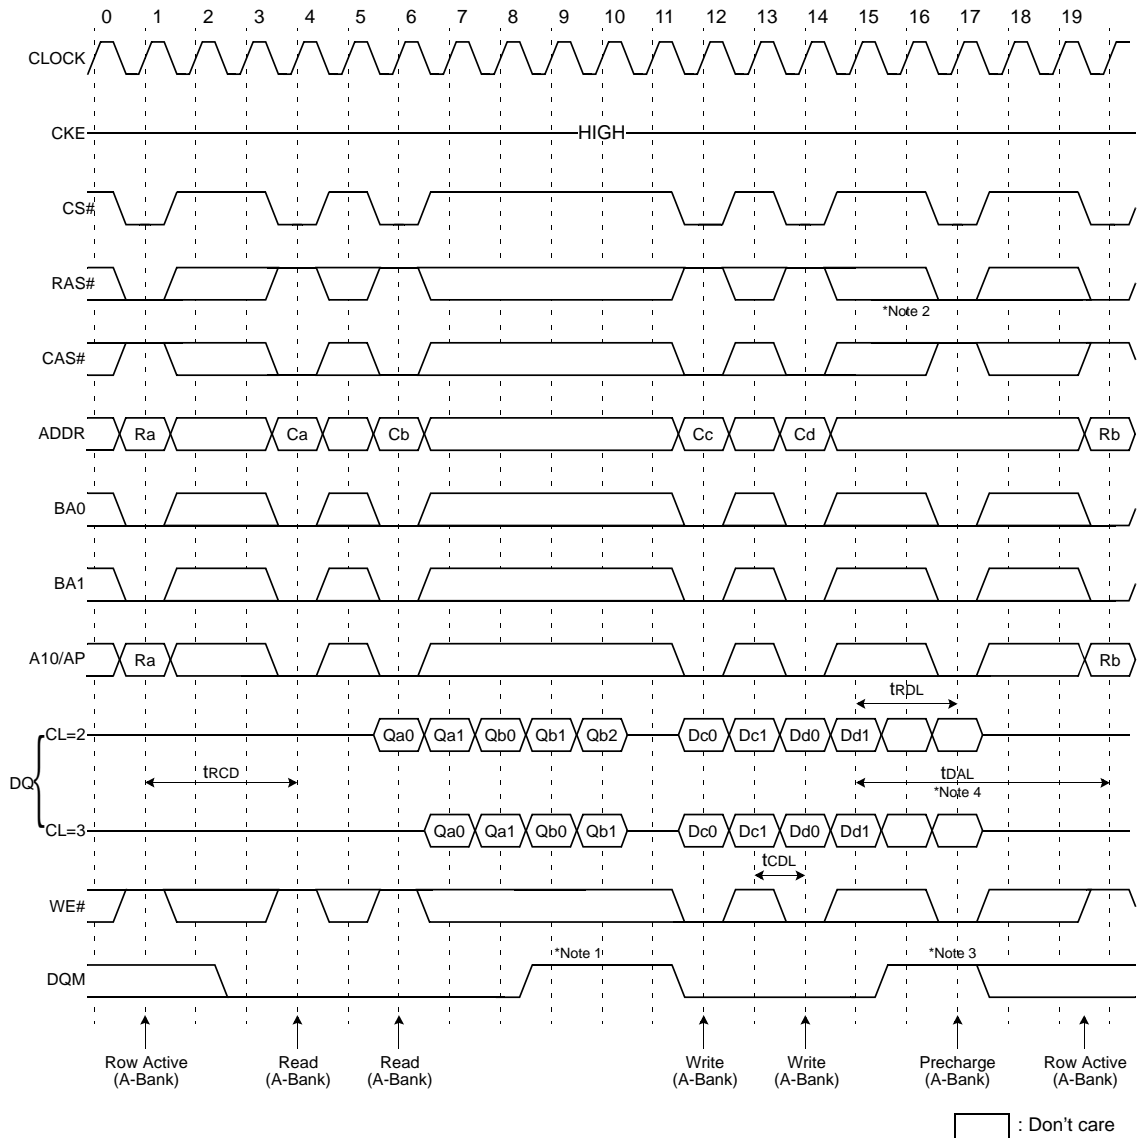 0 1 2 3 4 5 6 7 8 9 10 11 12 13 14 15 16 17 18 19
CLOCK
CKE HIGH
CS#
RAS#
*Note 2
CAS#
ADDR Ra Ca Cb Cc Cd Rb
BA0
BA1
A10/AP Ra Rb
tRDL
CL=2 Qa0 Qa1 Qb0 Qb1 Qb2 Dc0 Dc1 Dd0 Dd1
DQ tRCD tDAL
*Note 4
CL=3 Qa0 Qa1 Qb0 Qb1 Dc0 Dc1 Dd0 Dd1
tCDL
WE#
*Note 1 *Note 3
DQM
Row Active Read Read Write Write Precharge Row Active
(A-Bank) (A-Bank) (A-Bank) (A-Bank) (A-Bank) (A-Bank) (A-Bank)
: Don't care